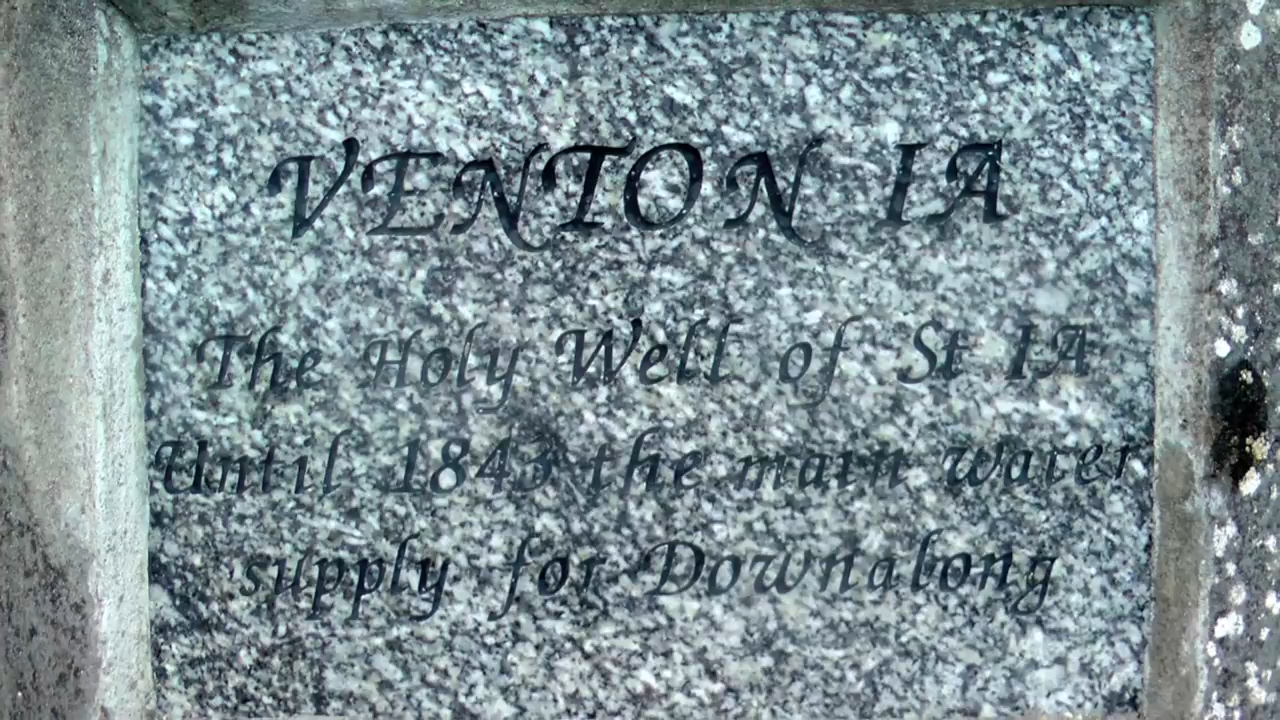 VENTON IA
The Holy Well of St IA
Until 1843 the main water
supply for Downalong